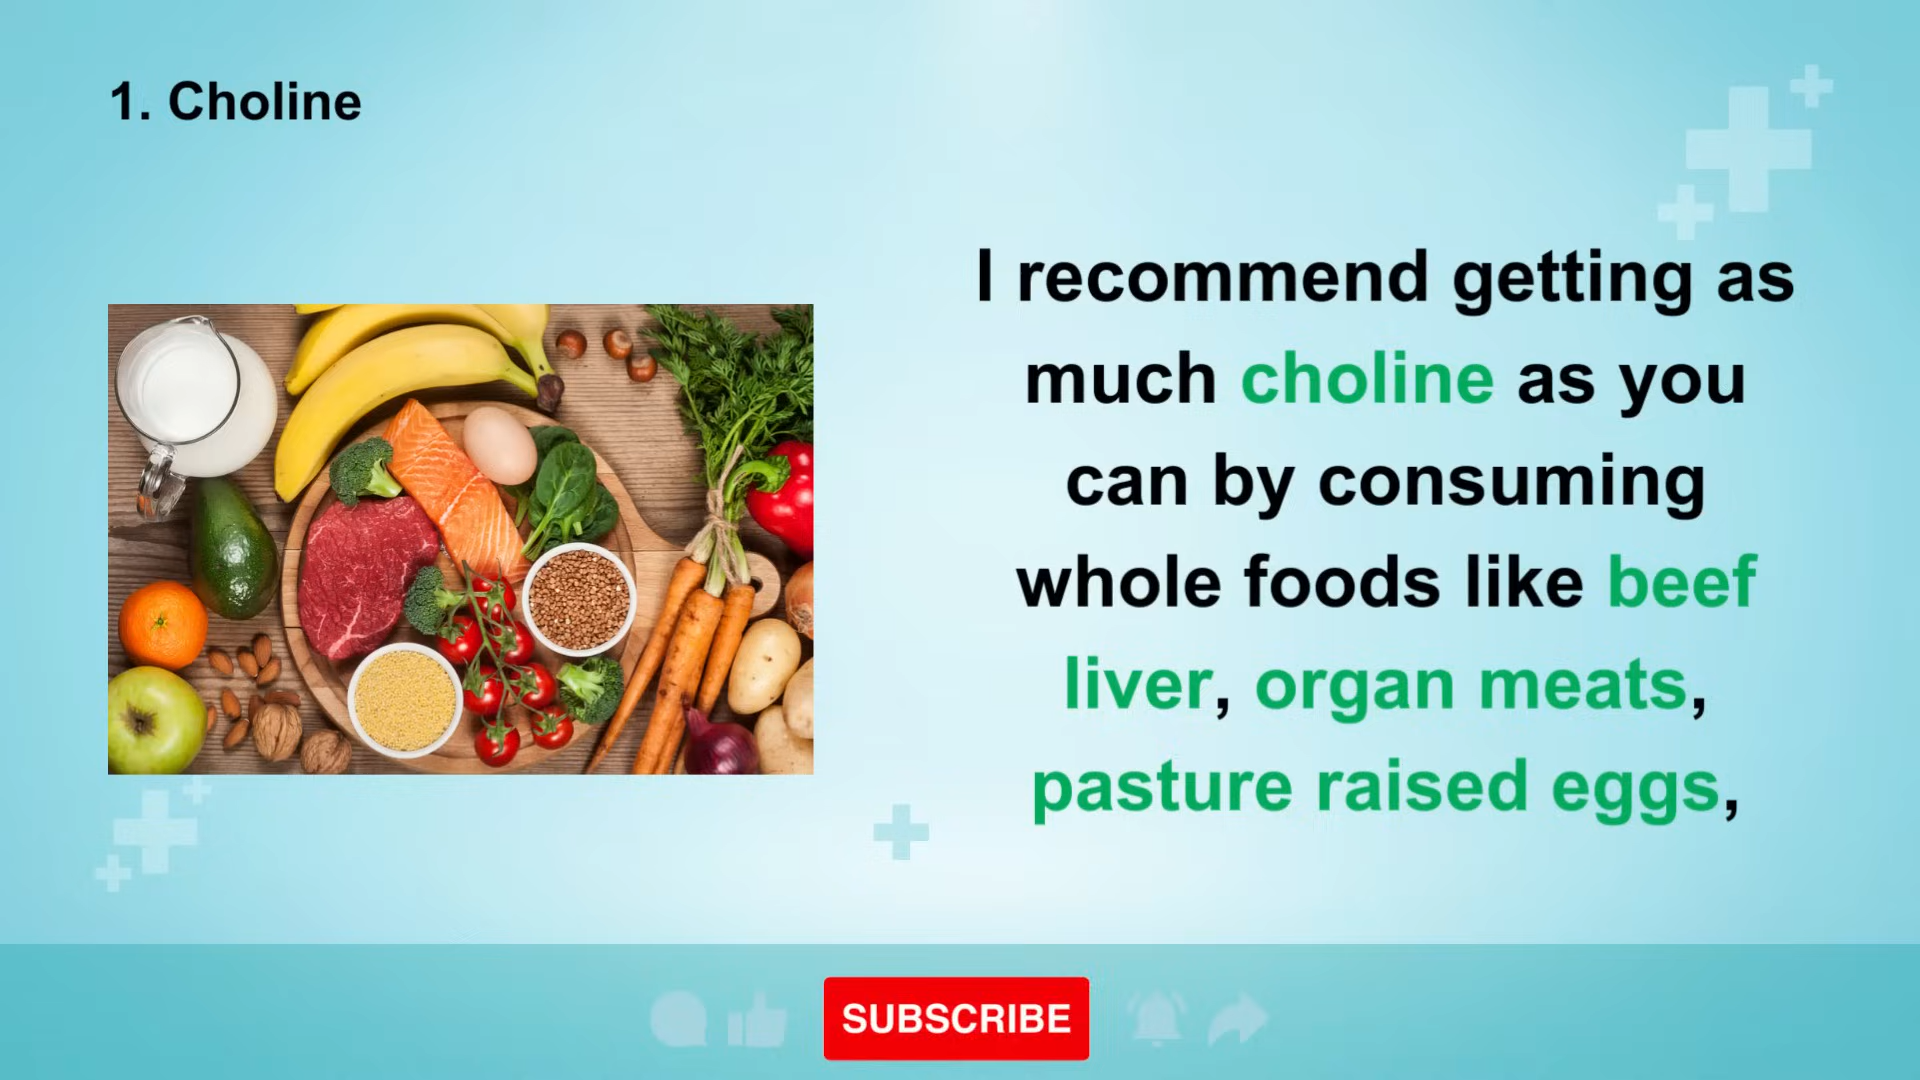 1. Choline
I recommend getting as
much choline as you
can by consuming
whole foods like beef
liver, organ meats,
pasture raised eggs,
SUBSCRIBE